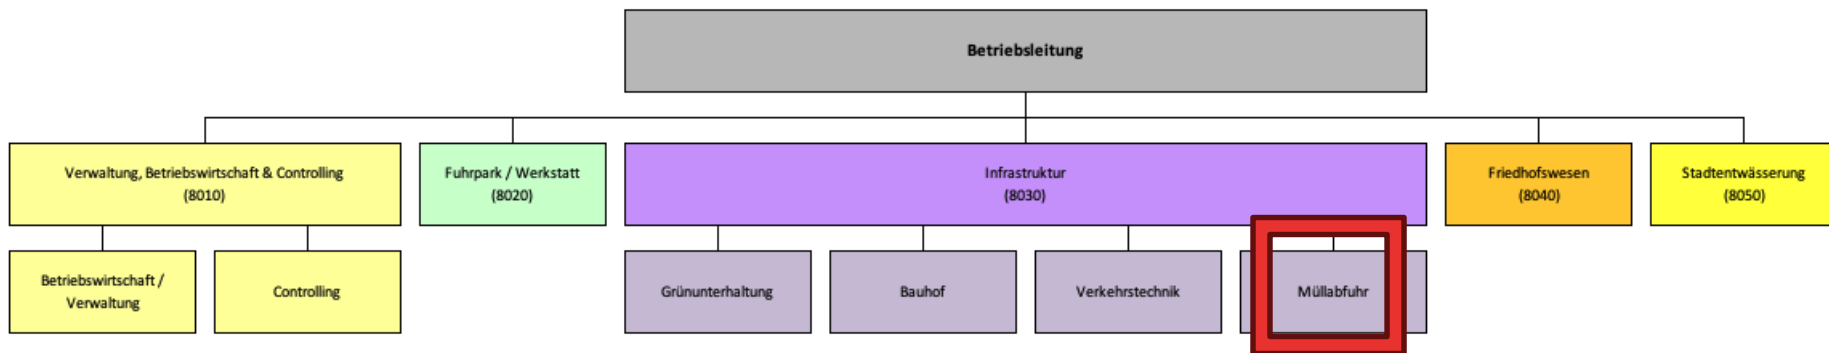 Betriebsleitung
Verwaltung, Betriebswirtschaft & Controlling
(8010)
Fuhrpark / Werkstatt
(8020)
Infrastruktur
(8030)
Friedhofswesen
(8040)
Stadtentwässerung
(8050)
Betriebswirtschaft /
Verwaltung
Controlling
Grünunterhaltung
Bauhof
Verkehrstechnik
Müllabfuhr